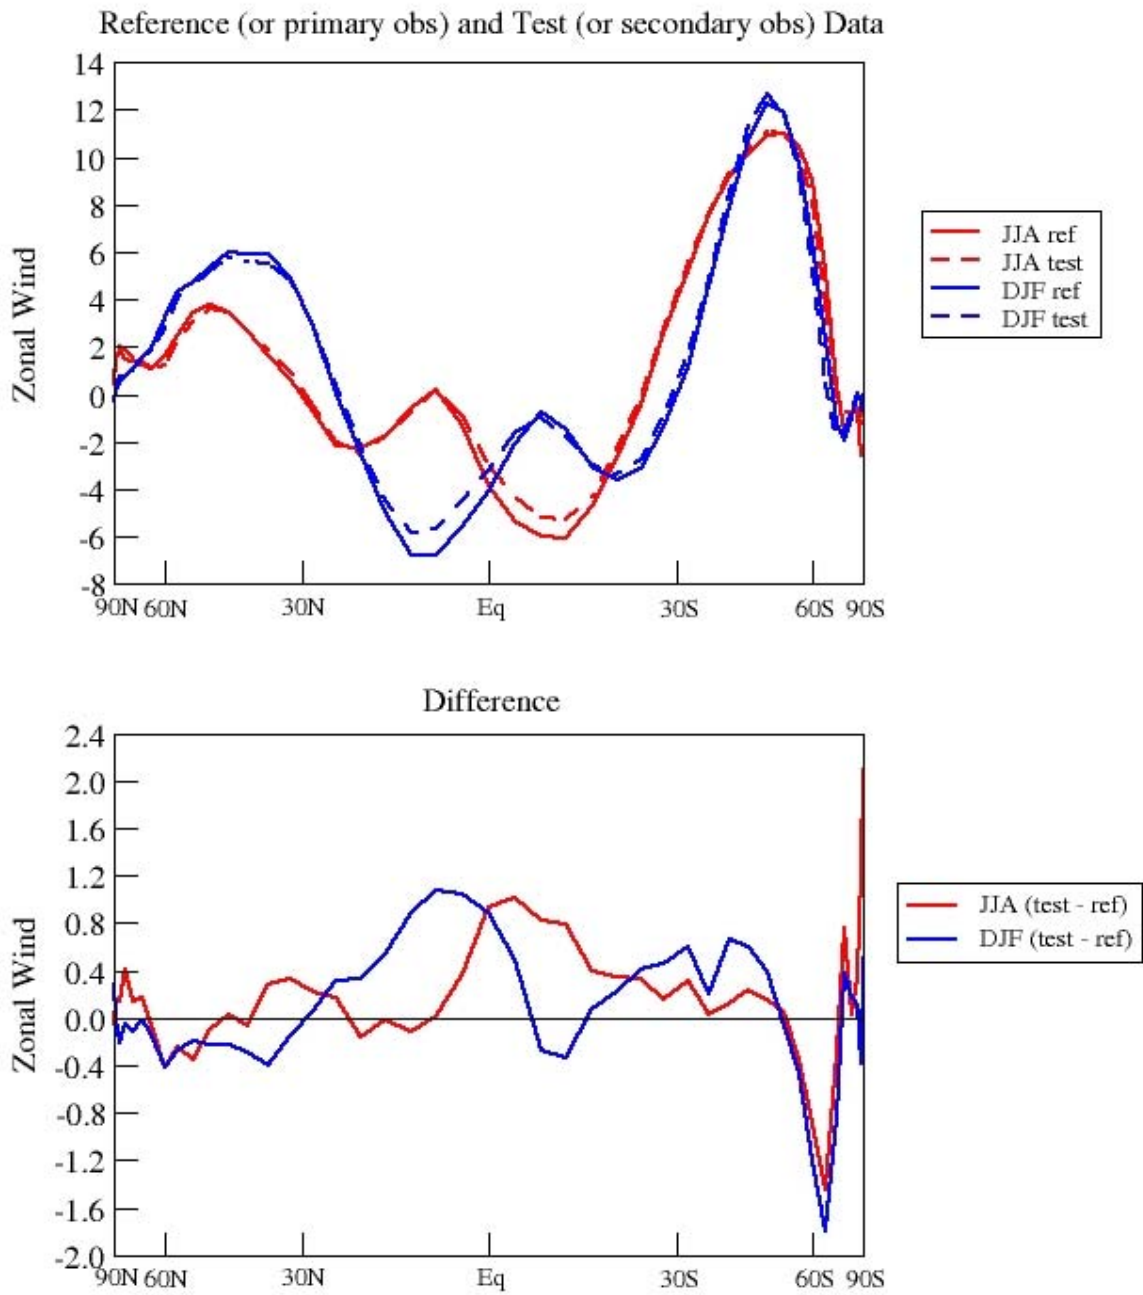 Reference (or primary obs) and Test (or secondary obs) Data
Zonal Wind
14
12
10
8
6
4
2
0
-2
-4
-6
-8
90N 60N 30N Eq 30S 60S 90S
JJA ref
JJA test
DJF ref
DJF test
Difference
Zonal Wind
2.4
2.0
1.6
1.2
0.8
0.4
0.0
-0.4
-0.8
-1.2
-1.6
-2.0
90N 60N 30N Eq 30S 60S 90S
JJA (test - ref)
DJF (test - ref)